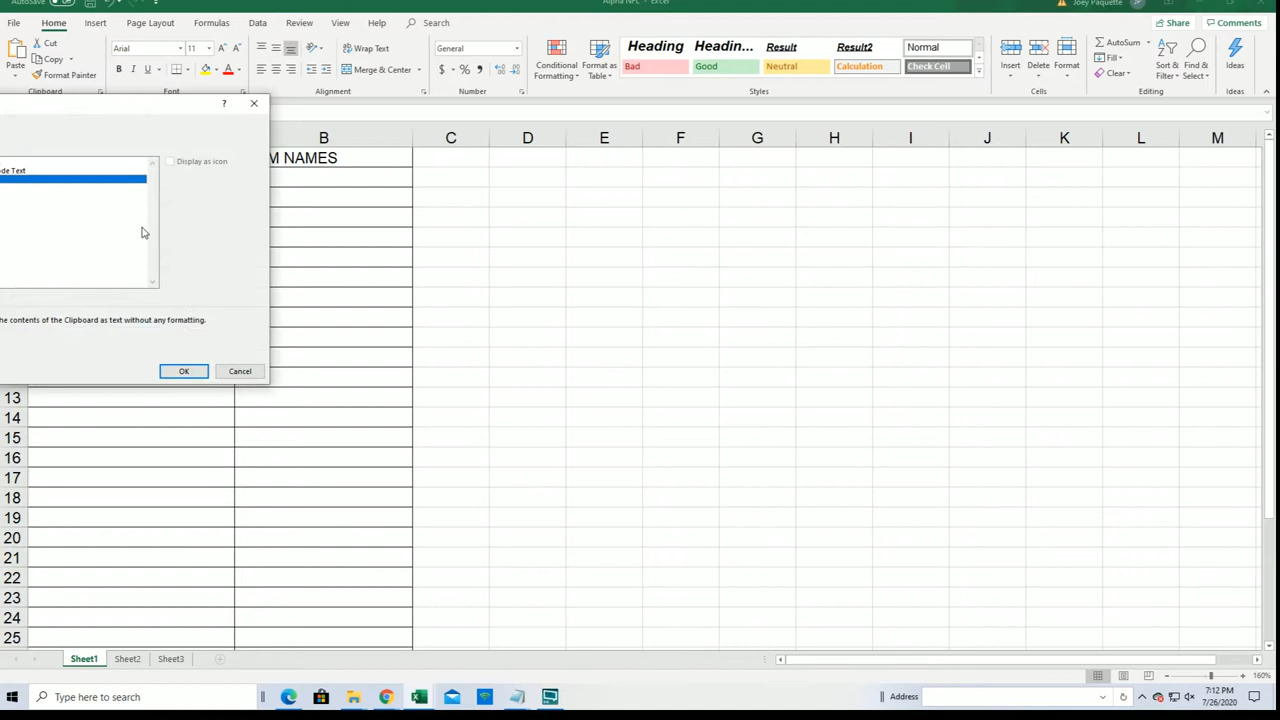 AutoSave
Alpha NFL - Excel
Joey Paquette
JP
File Home Insert Page Layout Formulas Data Review View Help Search
Share Comments
Paste
Cut
Copy
Format Painter
Clipboard
Arial 11
B I U
Font
Wrap Text
Merge & Center
Alignment
General
$ % ,
Number
Conditional Formatting
Format as Table
Heading Headin... Result Result2 Normal
Bad Good Neutral Calculation Check Cell
Styles
Insert Delete Format
Cells
AutoSum
Fill
Clear
Sort & Filter
Find & Select
Editing
Ideas
Ideas
?
B C D E F G H I J K L M
M NAMES
Display as icon
de Text
he contents of the Clipboard as text without any formatting.
OK Cancel
13
14
15
16
17
18
19
20
21
22
23
24
25
Sheet1 Sheet2 Sheet3
160%
Type here to search
Address
7:12 PM
7/26/2020